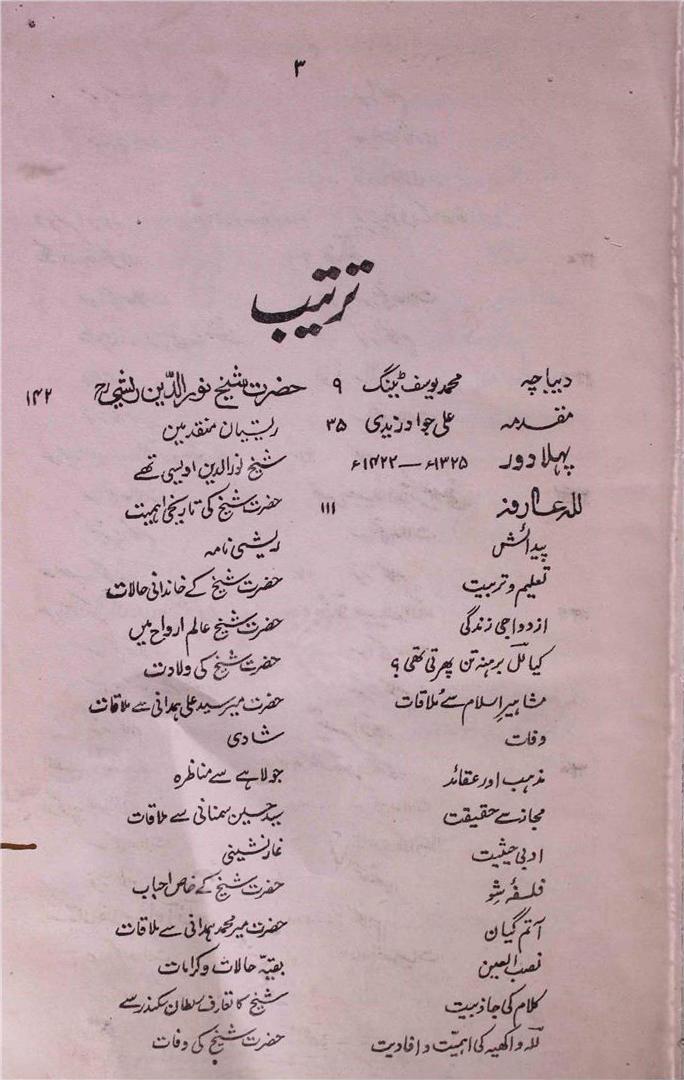 ۳
ترتیب
دیباچہ محمد یوسف ٹینگ ۹
مقدمہ علی جواد زیدی ۳۵
پہلا دور ۱۳۲۵ء — ۱۴۲۲ء
للہ عارفہ ۱۱۱
پیدائش
تعلیم و تربیت
ازدواجی زندگی
کیا للؔ برہنہ تن پھرتی تھی؟
مشاہیرِ اسلام سے مُلاقات
وفات
مذہب اور عقائد
مجاز سے حقیقت
ادبی حیثیت
فلسفۂ شِو
آتم گیان
نصب العین
کلام کی جاذبیت
للہ واکھیہ کی اہمیّت و افادیت
حضرت شیخ نور الدّین ریشیؒ ۱۴۲
ریشیان متقدمین
شیخ نور الدین اویسی تھے
حضرت شیخ کی تاریخی اہمیت
ریشی نامہ
حضرت شیخ کے خاندانی حالات
حضرت شیخ عالم ارواح میں
حضرت شیخ کی ولادت
حضرت میر سید علی ہمدانی سے ملاقات
شادی
جولاہے سے مناظرہ
سید حسین سمنانی سے ملاقات
غار نشینی
حضرت شیخ کے خاص احباب
حضرت میر محمد ہمدانی سے ملاقات
بقیہ حالات و کرامات
شیخ کا تعارف سلطان سکندر سے
حضرت شیخ کی وفات